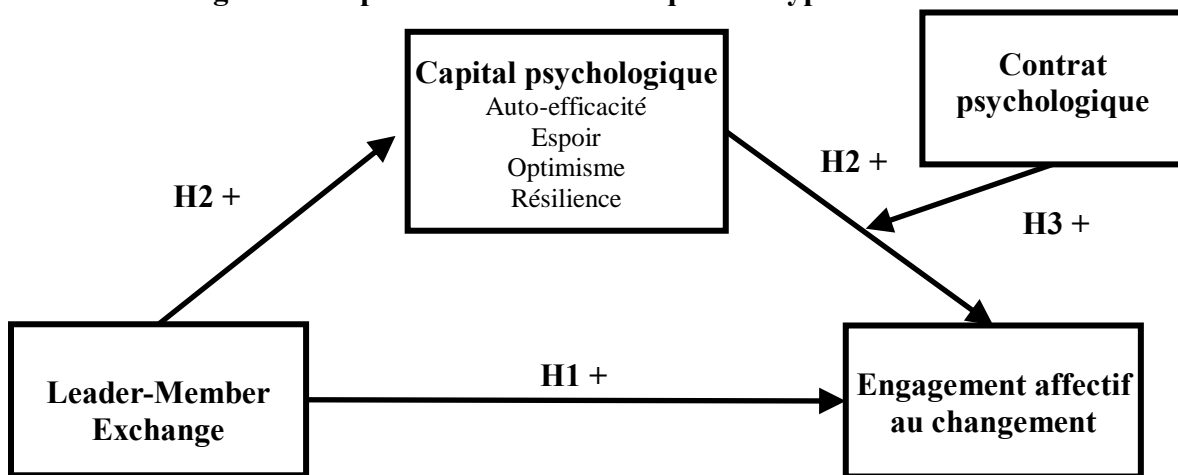 Capital psychologique
Auto-efficacité
Espoir
Optimisme
Résilience
Contrat
psychologique
H2 +
H2 +
H3 +
Leader-Member
Exchange
H1 +
Engagement affectif
au changement